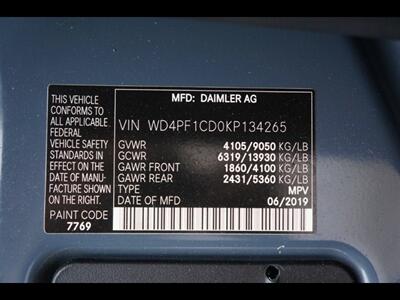 MFD: DAIMLER AG
THIS VEHICLE
CONFORMS TO ALL
APPLICABLE FEDERAL
MOTOR VEHICLE
SAFETY STANDARDS
IN EFFECT ON THE
DATE OF MANU-
FACTURE SHOWN
ON THE RIGHT.
PAINT CODE
7769
VIN WD4PF1CD0KP134265
GVWR 4105/9050 KG/LB
GCWR 6319/13930 KG/LB
GAWR FRONT 1860/4100 KG/LB
GAWR REAR 2431/5360 KG/LB
TYPE MPV
DATE OF MFD 06/2019